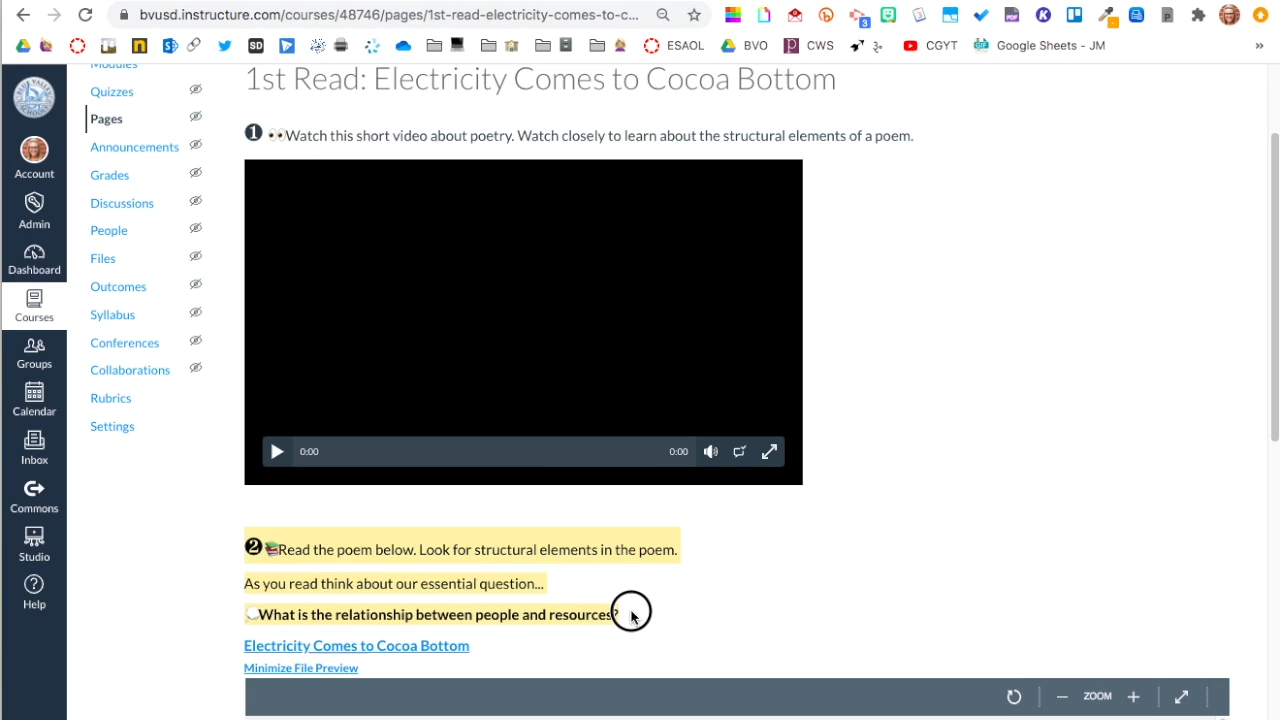 bvusd.instructure.com/courses/48746/pages/1st-read-electricity-comes-to-c...
3
SD
ESAOL
BVO
CWS
CGYT
Google Sheets - JM
»
Modules
Quizzes
Pages
Announcements
Grades
Discussions
People
Files
Outcomes
Syllabus
Conferences
Collaborations
Rubrics
Settings
Account
Admin
Dashboard
Courses
Groups
Calendar
Inbox
Commons
Studio
Help
1st Read: Electricity Comes to Cocoa Bottom
❶ 👀Watch this short video about poetry. Watch closely to learn about the structural elements of a poem.
0:00 0:00
❷ 📚Read the poem below. Look for structural elements in the poem.
As you read think about our essential question...
💭What is the relationship between people and resources?
Electricity Comes to Cocoa Bottom
Minimize File Preview
ZOOM